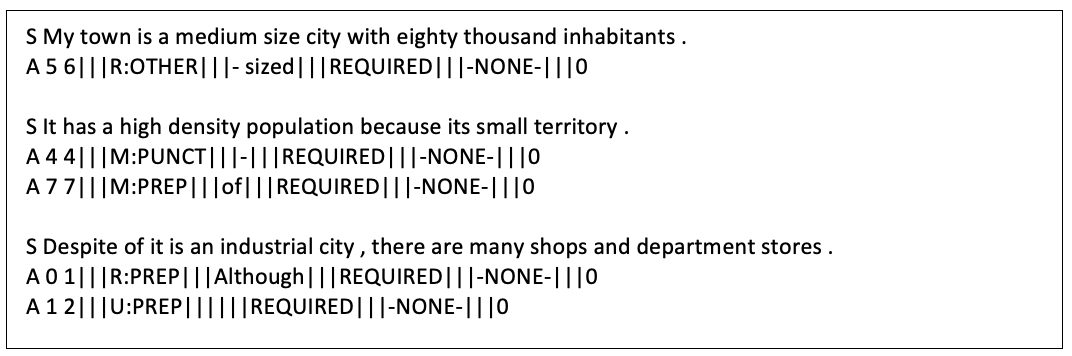 S My town is a medium size city with eighty thousand inhabitants .
A 5 6|||R:OTHER|||- sized|||REQUIRED|||-NONE-|||0
S It has a high density population because its small territory .
A 4 4|||M:PUNCT|||-|||REQUIRED|||-NONE-|||0
A 7 7|||M:PREP|||of|||REQUIRED|||-NONE-|||0
S Despite of it is an industrial city , there are many shops and department stores .
A 0 1|||R:PREP|||Although|||REQUIRED|||-NONE-|||0
A 1 2|||U:PREP||||||REQUIRED|||-NONE-|||0